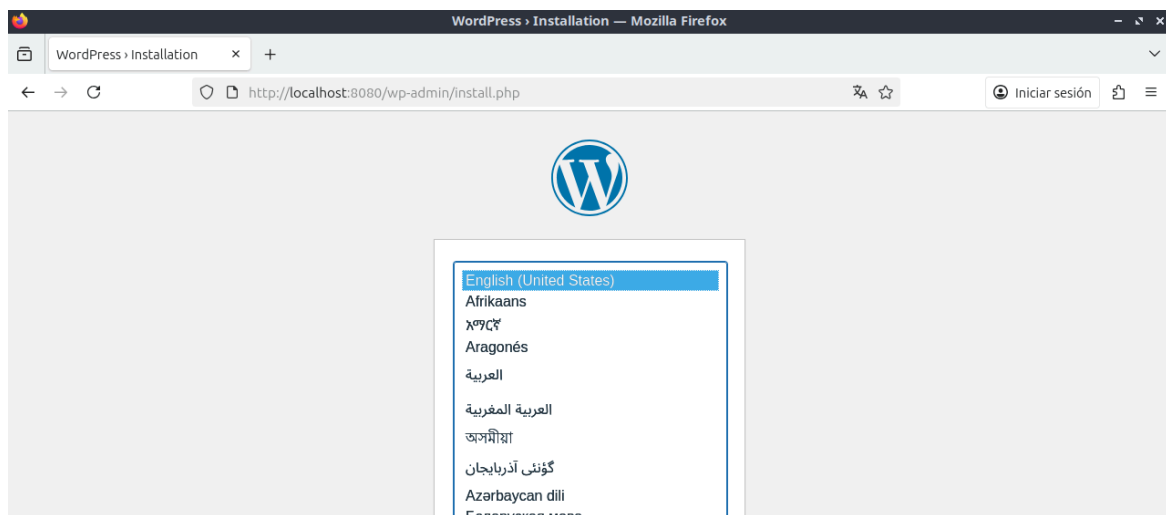 WordPress › Installation — Mozilla Firefox
WordPress › Installation
http://localhost:8080/wp-admin/install.php
Iniciar sesión
English (United States)
Afrikaans
አማርኛ
Aragonés
العربية
العربية المغربية
অসমীয়া
گؤنئی آذربایجان
Azərbaycan dili